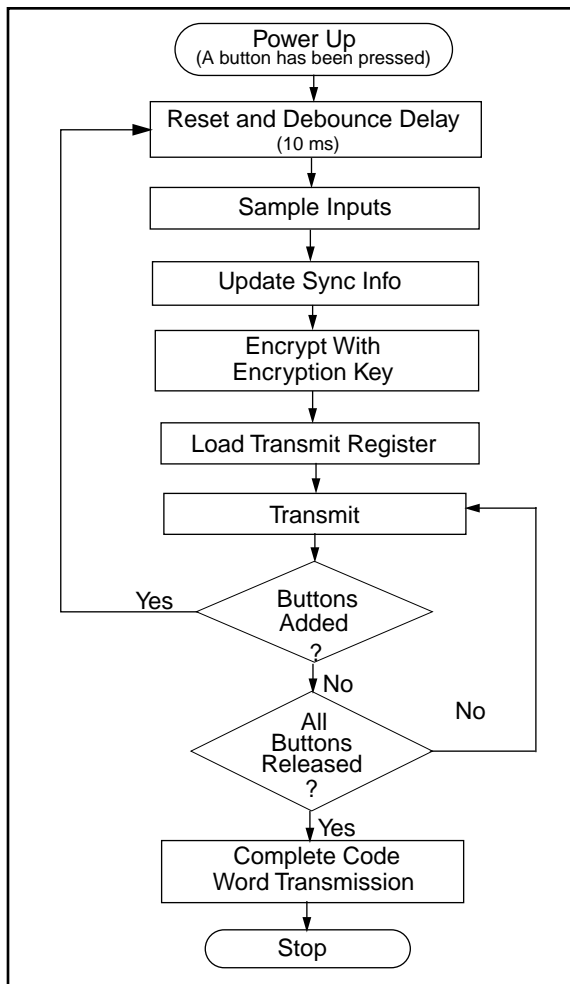 Power Up
(A button has been pressed)
Reset and Debounce Delay
(10 ms)
Sample Inputs
Update Sync Info
Encrypt With
Encryption Key
Load Transmit Register
Transmit
Yes
Buttons
Added
?
No
All
Buttons
Released
?
No
Yes
Complete Code
Word Transmission
Stop